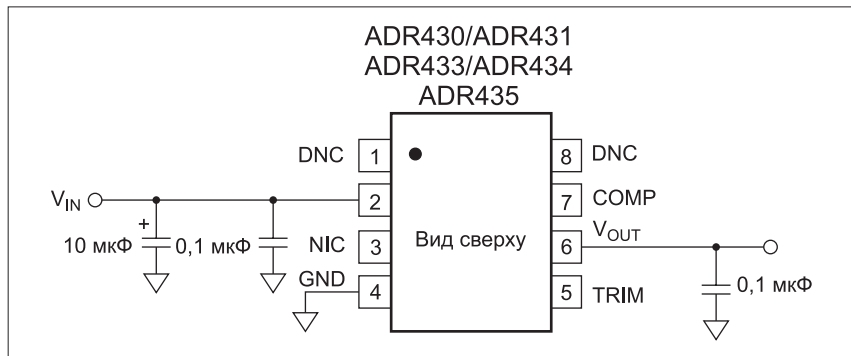 ADR430/ADR431
ADR433/ADR434
ADR435
DNC 1 8 DNC
V_IN 2 7 COMP
10 мкФ + 0,1 мкФ NIC 3 Вид сверху 6 V_OUT
GND 4 5 TRIM 0,1 мкФ